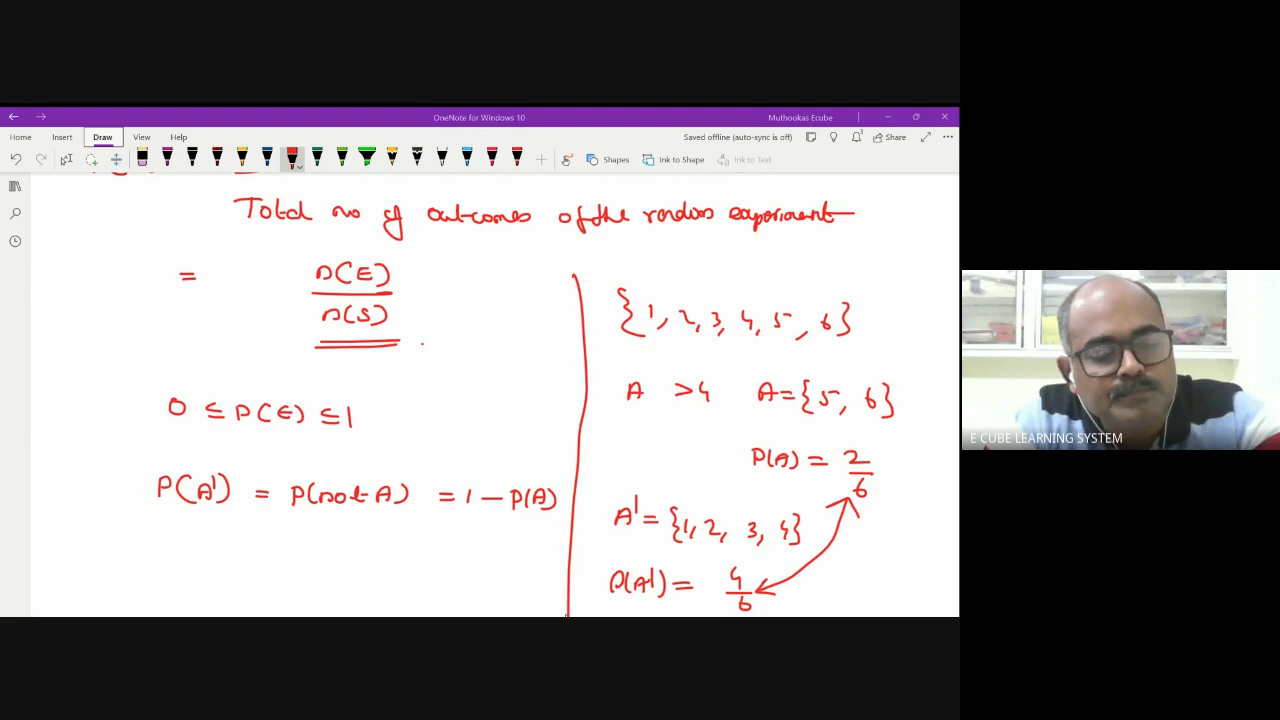 OneNote for Windows 10
Muthookas Ecube
Home Insert Draw View Help
Saved offline (auto-sync is off)
Share
Shapes
Ink to Shape
Ink to Text
Total no of outcomes of the random experiment
= n(E)
n(S)
0 ≤ P(E) ≤ 1
P(A') = P(not A) = 1 - P(A)
{1, 2, 3, 4, 5, 6}
A >4 A={5, 6}
P(A) = 2
6
A' = {1, 2, 3, 4}
P(A') = 4
6
E CUBE LEARNING SYSTEM